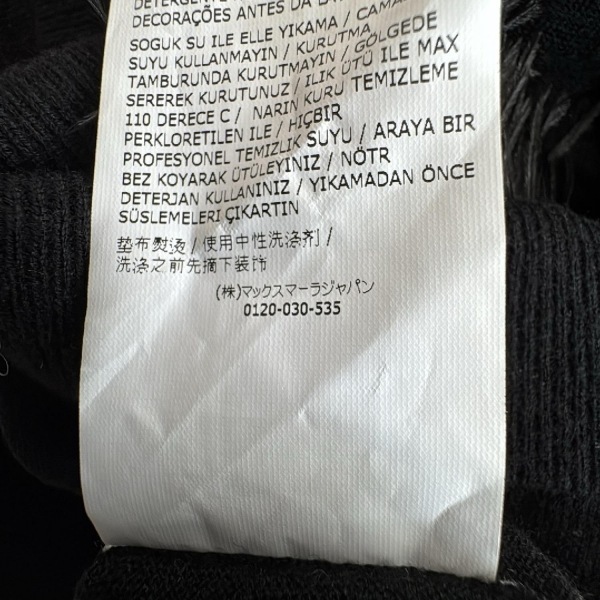 DETERGENTE
DECORAÇÕES ANTES DA
SOGUK SU ILE ELLE YIKAMA / CAMA
SUYU KULLANMAYIN / KURUTMA
TAMBURUNDA KURUTMAYIN / GÖLGEDE
SEREREK KURUTUNUZ / ILIK ÜTÜ ILE MAX
110 DERECE C / NARIN KURU TEMIZLEME
PERKLORETILEN ILE / HIÇBIR
PROFESYONEL TEMIZLIK SUYU / ARAYA BIR
BEZ KOYARAK ÜTÜLEYINIZ / NÖTR
DETERJAN KULLANINIZ / YIKAMADAN ÖNCE
SÜSLEMELERI ÇIKARTIN
垫布熨烫 / 使用中性洗涤剂 /
洗涤之前先摘下装饰
(株)マックスマーラジャパン
0120-030-535